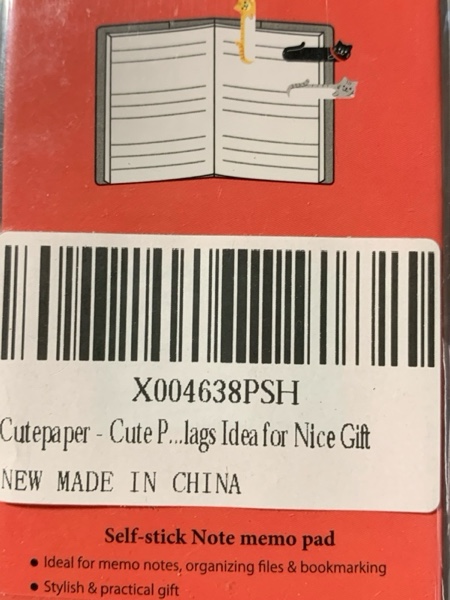 X004638PSH
Cutepaper - Cute P...lags Idea for Nice Gift
NEW MADE IN CHINA
Self-stick Note memo pad
● Ideal for memo notes, organizing files & bookmarking
● Stylish & practical gift